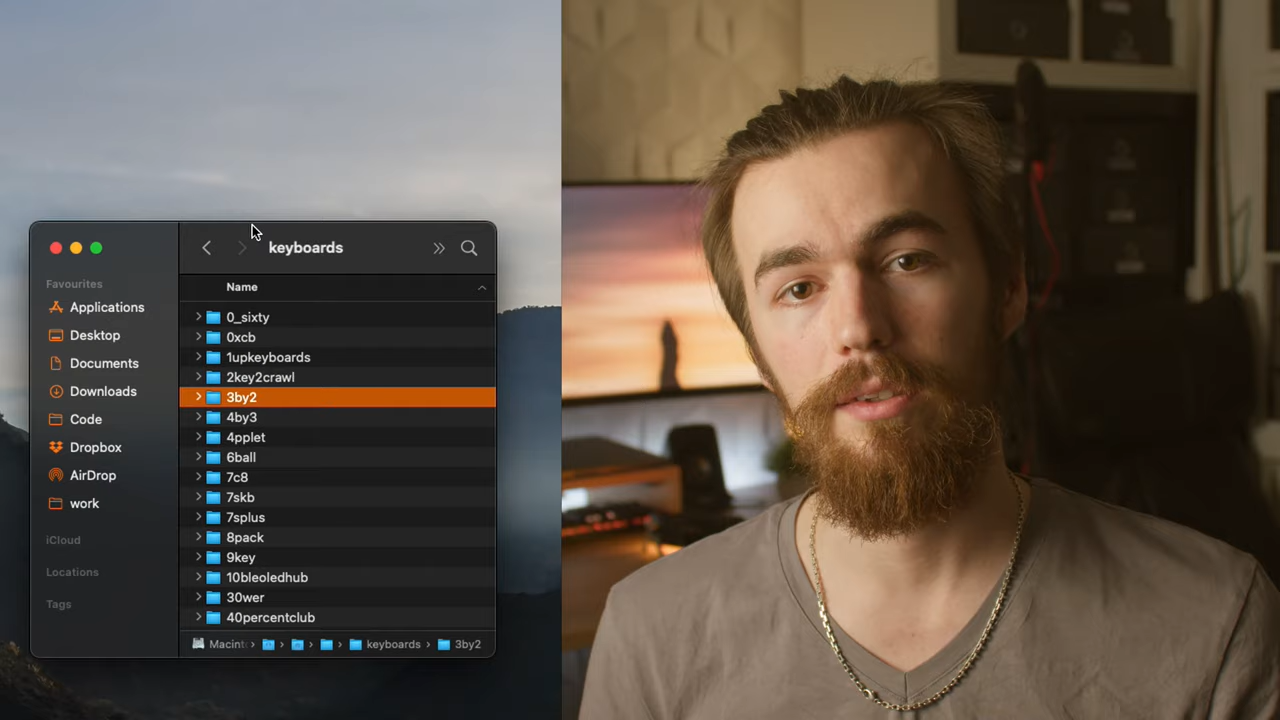 keyboards
Favourites
Applications
Desktop
Documents
Downloads
Code
Dropbox
AirDrop
work
iCloud
Locations
Tags
Name
0_sixty
0xcb
1upkeyboards
2key2crawl
3by2
4by3
4pplet
6ball
7c8
7skb
7splus
8pack
9key
10bleoledhub
30wer
40percentclub
Macint keyboards 3by2